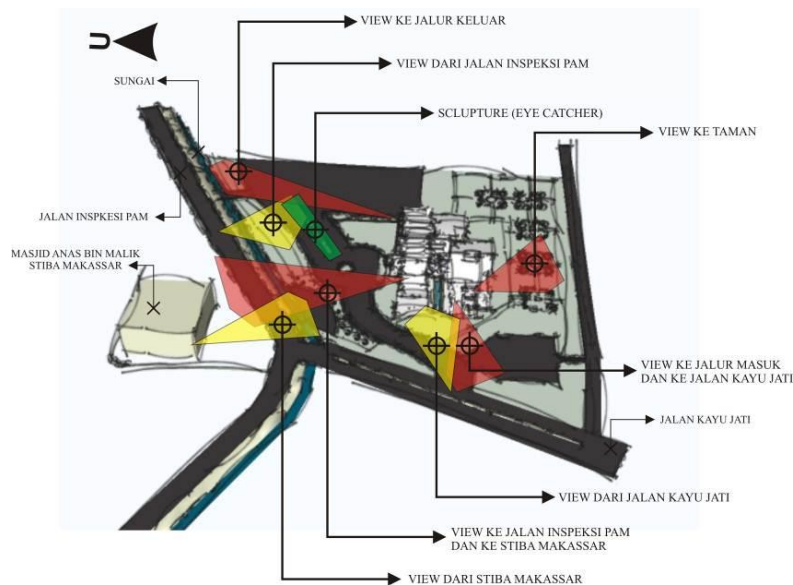 VIEW KE JALUR KELUAR
U
VIEW DARI JALAN INSPEKSI PAM
SUNGAI
SCLUPTURE (EYE CATCHER)
VIEW KE TAMAN
JALAN INSPKESI PAM
MASJID ANAS BIN MALIK
STIBA MAKASSAR
VIEW KE JALUR MASUK
DAN KE JALAN KAYU JATI
JALAN KAYU JATI
VIEW DARI JALAN KAYU JATI
VIEW KE JALAN INSPEKSI PAM
DAN KE STIBA MAKASSAR
VIEW DARI STIBA MAKASSAR